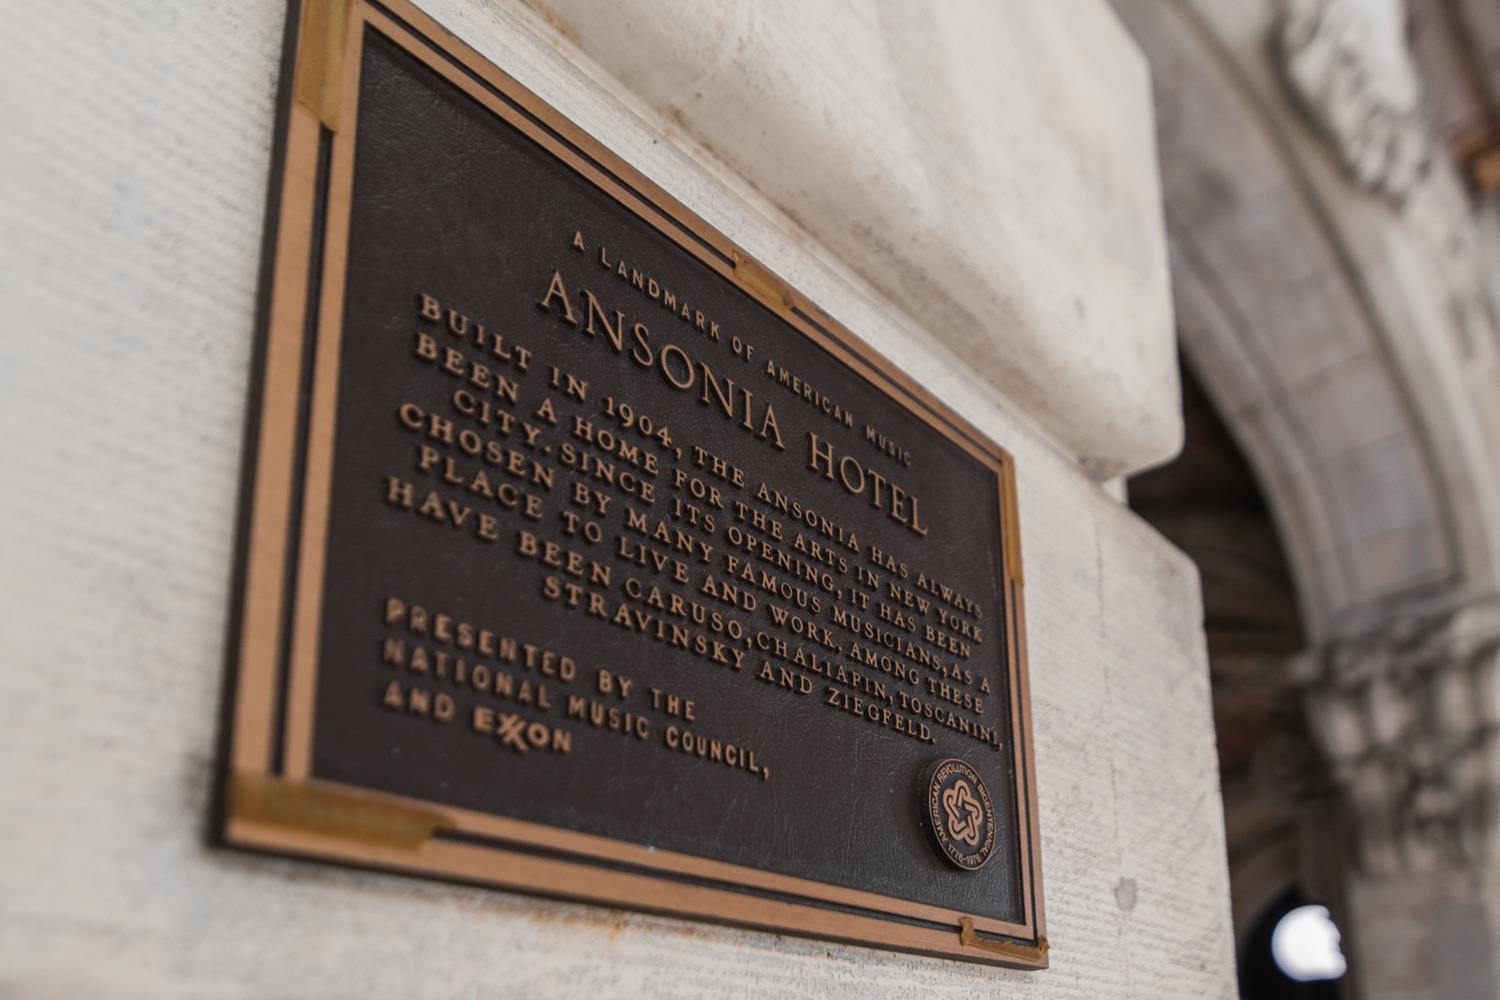 A LANDMARK OF AMERICAN MUSIC
ANSONIA HOTEL
BUILT IN 1904, THE ANSONIA HAS ALWAYS
BEEN A HOME FOR THE ARTS IN NEW YORK
CITY. SINCE ITS OPENING, IT HAS BEEN
CHOSEN BY MANY FAMOUS MUSICIANS, AS A
PLACE TO LIVE AND WORK. AMONG THESE
HAVE BEEN CARUSO, CHALIAPIN, TOSCANINI,
STRAVINSKY AND ZIEGFELD.
PRESENTED BY THE
NATIONAL MUSIC COUNCIL,
AND EXXON
AMERICAN REVOLUTION BICENTENNIAL
1776-1976